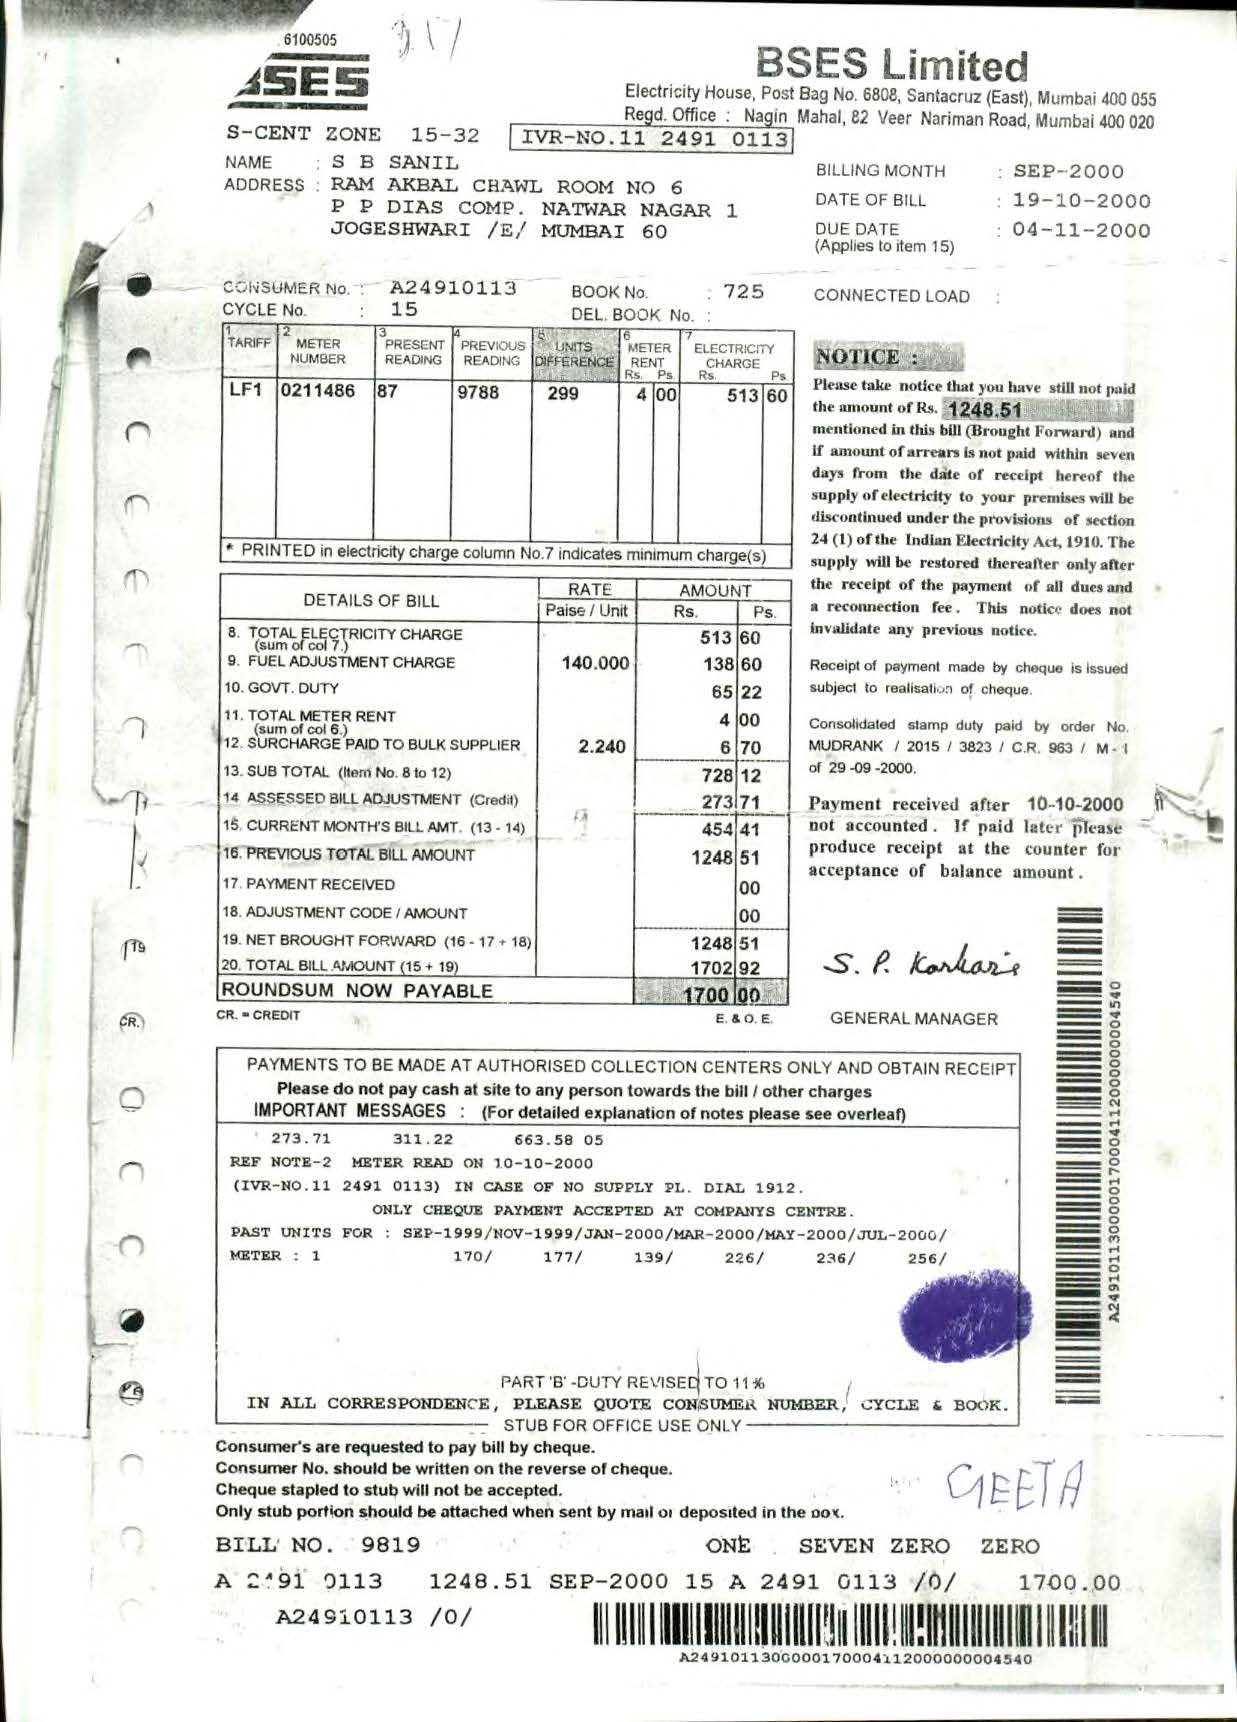 6100505
BSES
BSES Limited
Electricity House, Post Bag No. 6808, Santacruz (East), Mumbai 400 055
Regd. Office : Nagin Mahal, 82 Veer Nariman Road, Mumbai 400 020
S-CENT ZONE 15-32 IVR-NO.11 2491 0113
NAME : S B SANIL
ADDRESS : RAM AKBAL CHAWL ROOM NO 6
P P DIAS COMP. NATWAR NAGAR 1
JOGESHWARI /E/ MUMBAI 60
BILLING MONTH : SEP-2000
DATE OF BILL : 19-10-2000
DUE DATE : 04-11-2000
(Applies to item 15)
CONSUMER No. : A24910113 BOOK No. : 725 CONNECTED LOAD :
CYCLE No. : 15 DEL. BOOK No. :
1 TARIFF 2 METER NUMBER 3 PRESENT READING 4 PREVIOUS READING 5 UNITS DIFFERENCE 6 METER RENT Rs. Ps. 7 ELECTRICITY CHARGE Rs. Ps
LF1 0211486 87 9788 299 4 00 513 60
* PRINTED in electricity charge column No.7 indicates minimum charge(s)
DETAILS OF BILL RATE Paise / Unit AMOUNT Rs. Ps.
8. TOTAL ELECTRICITY CHARGE 513 60
(sum of col 7.)
9. FUEL ADJUSTMENT CHARGE 140.000 138 60
10. GOVT. DUTY 65 22
11. TOTAL METER RENT 4 00
(sum of col 6.)
12. SURCHARGE PAID TO BULK SUPPLIER 2.240 6 70
13. SUB TOTAL (Item No. 8 to 12) 728 12
14 ASSESSED BILL ADJUSTMENT (Credit) 273 71
15. CURRENT MONTH'S BILL AMT. (13 - 14) 454 41
16. PREVIOUS TOTAL BILL AMOUNT 1248 51
17. PAYMENT RECEIVED 00
18. ADJUSTMENT CODE / AMOUNT 00
19. NET BROUGHT FORWARD (16 - 17 + 18) 1248 51
20. TOTAL BILL AMOUNT (15 + 19) 1702 92
ROUNDSUM NOW PAYABLE 1700 00
CR. = CREDIT E. & O. E.
NOTICE :
Please take notice that you have still not paid
the amount of Rs. 1248.51
mentioned in this bill (Brought Forward) and
if amount of arrears is not paid within seven
days from the date of receipt hereof the
supply of electricity to your premises will be
discontinued under the provisions of section
24 (1) of the Indian Electricity Act, 1910. The
supply will be restored thereafter only after
the receipt of the payment of all dues and
a reconnection fee. This notice does not
invalidate any previous notice.
Receipt of payment made by cheque is issued
subject to realisation of cheque.
Consolidated stamp duty paid by order No.
MUDRANK / 2015 / 3823 / C.R. 963 / M - 1
of 29 -09 -2000.
Payment received after 10-10-2000
not accounted. If paid later please
produce receipt at the counter for
acceptance of balance amount.
S. P. Karkarie
GENERAL MANAGER
A24910113000001700041120000000004540
PAYMENTS TO BE MADE AT AUTHORISED COLLECTION CENTERS ONLY AND OBTAIN RECEIPT
Please do not pay cash at site to any person towards the bill / other charges
IMPORTANT MESSAGES : (For detailed explanation of notes please see overleaf)
273.71 311.22 663.58 05
REF NOTE-2 METER READ ON 10-10-2000
(IVR-NO.11 2491 0113) IN CASE OF NO SUPPLY PL. DIAL 1912.
ONLY CHEQUE PAYMENT ACCEPTED AT COMPANYS CENTRE.
PAST UNITS FOR : SEP-1999/NOV-1999/JAN-2000/MAR-2000/MAY-2000/JUL-2000/
METER : 1 170/ 177/ 139/ 226/ 236/ 256/
PART 'B' -DUTY REVISED TO 11%
IN ALL CORRESPONDENCE, PLEASE QUOTE CONSUMER NUMBER, CYCLE & BOOK.
STUB FOR OFFICE USE ONLY
Consumer's are requested to pay bill by cheque.
Consumer No. should be written on the reverse of cheque.
Cheque stapled to stub will not be accepted.
Only stub portion should be attached when sent by mail or deposited in the box.
GEETA
BILL NO. 9819 ONE SEVEN ZERO ZERO
A 2491 0113 1248.51 SEP-2000 15 A 2491 0113 /0/ 1700.00
A24910113 /0/
A24910113000001700041120000000004540